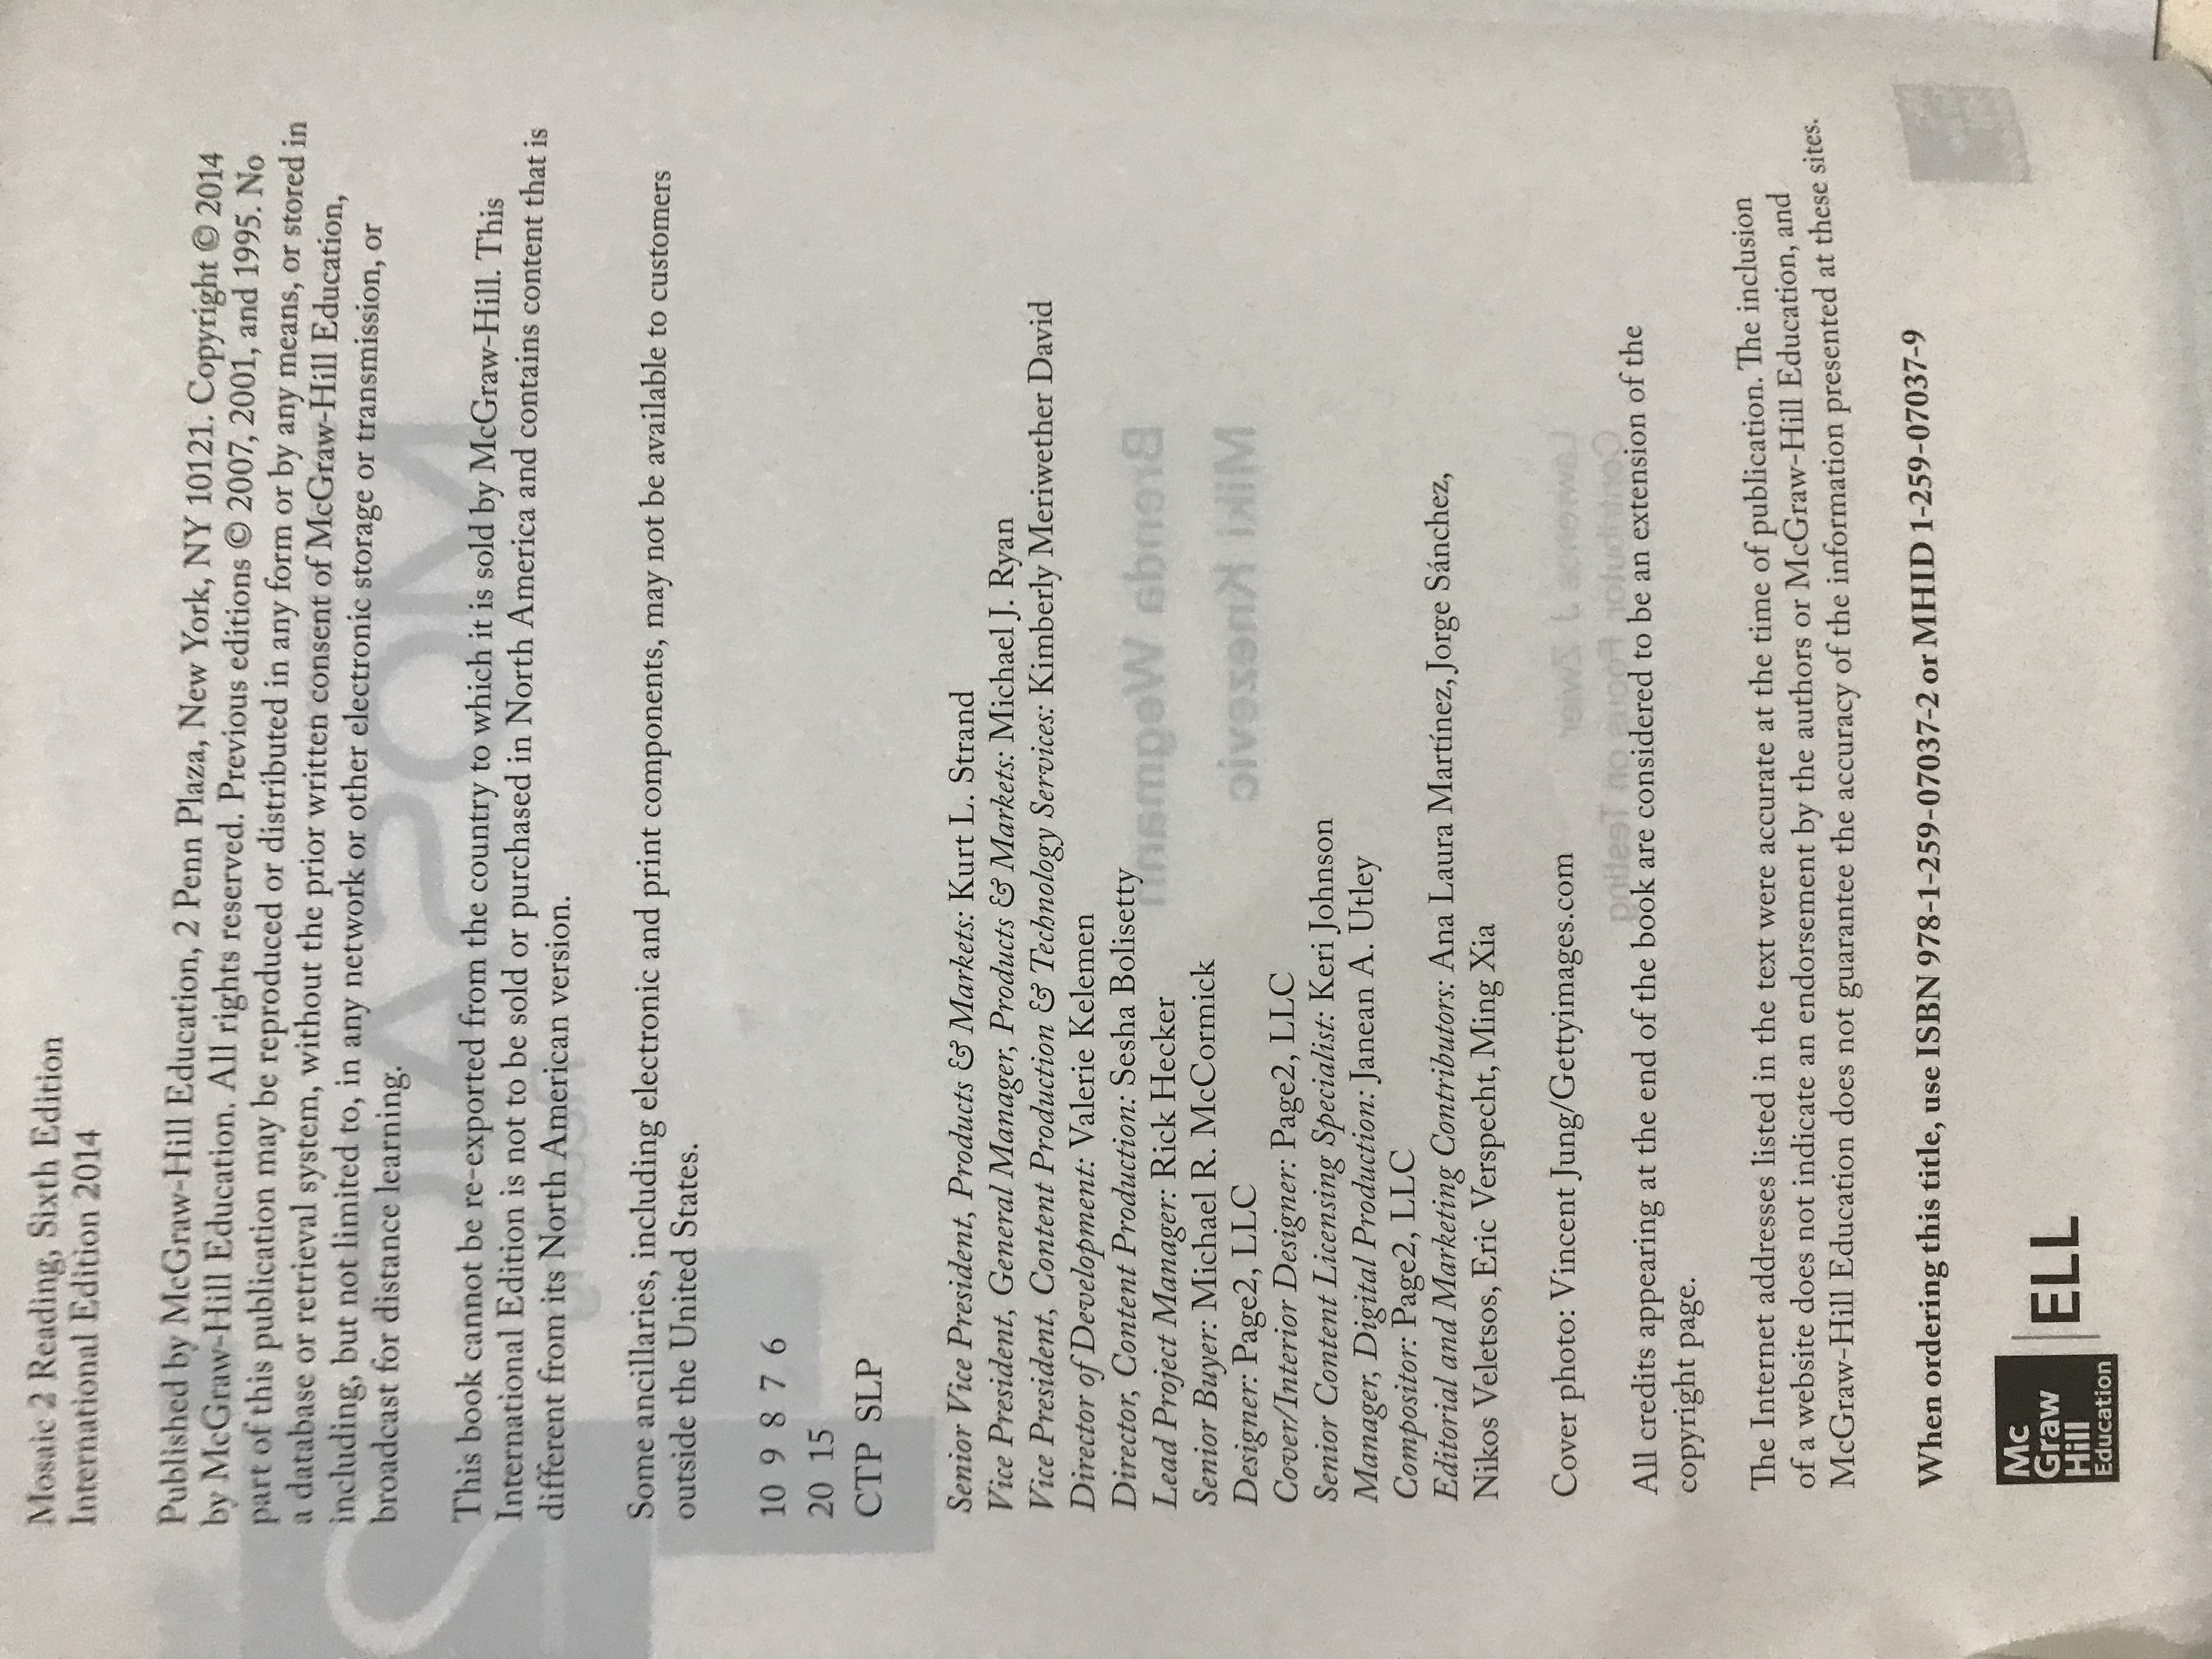 Mosaic 2 Reading, Sixth Edition
International Edition 2014
Published by McGraw-Hill Education, 2 Penn Plaza, New York, NY 10121. Copyright © 2014
by McGraw-Hill Education. All rights reserved. Previous editions © 2007, 2001, and 1995. No
part of this publication may be reproduced or distributed in any form or by any means, or stored in
a database or retrieval system, without the prior written consent of McGraw-Hill Education,
including, but not limited to, in any network or other electronic storage or transmission, or
broadcast for distance learning.
This book cannot be re-exported from the country to which it is sold by McGraw-Hill. This
International Edition is not to be sold or purchased in North America and contains content that is
different from its North American version.
Some ancillaries, including electronic and print components, may not be available to customers
outside the United States.
10 9 8 7 6
20 15
CTP SLP
Senior Vice President, Products & Markets: Kurt L. Strand
Vice President, General Manager, Products & Markets: Michael J. Ryan
Vice President, Content Production & Technology Services: Kimberly Meriwether David
Director of Development: Valerie Kelemen
Director, Content Production: Sesha Bolisetty
Lead Project Manager: Rick Hecker
Senior Buyer: Michael R. McCormick
Designer: Page2, LLC
Cover/Interior Designer: Page2, LLC
Senior Content Licensing Specialist: Keri Johnson
Manager, Digital Production: Janean A. Utley
Compositor: Page2, LLC
Editorial and Marketing Contributors: Ana Laura Martínez, Jorge Sánchez,
Nikos Veletsos, Eric Verspecht, Ming Xia
Cover photo: Vincent Jung/Gettyimages.com
All credits appearing at the end of the book are considered to be an extension of the
copyright page.
The Internet addresses listed in the text were accurate at the time of publication. The inclusion
of a website does not indicate an endorsement by the authors or McGraw-Hill Education, and
McGraw-Hill Education does not guarantee the accuracy of the information presented at these sites.
When ordering this title, use ISBN 978-1-259-07037-2 or MHID 1-259-07037-9
Mc
Graw
Hill
Education
ELL
MOSAIC
2
Reading
Brenda Wegmann
Miki Knezevic
Lawrence J. Zwier
Contributor, Focus on Testing